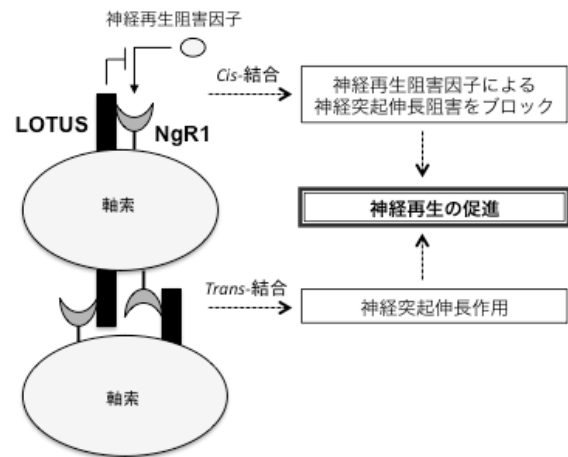 神経再生阻害因子
Cis-結合
神経再生阻害因子による
神経突起伸長阻害をブロック
LOTUS
NgR1
軸索
神経再生の促進
Trans-結合
神経突起伸長作用
軸索